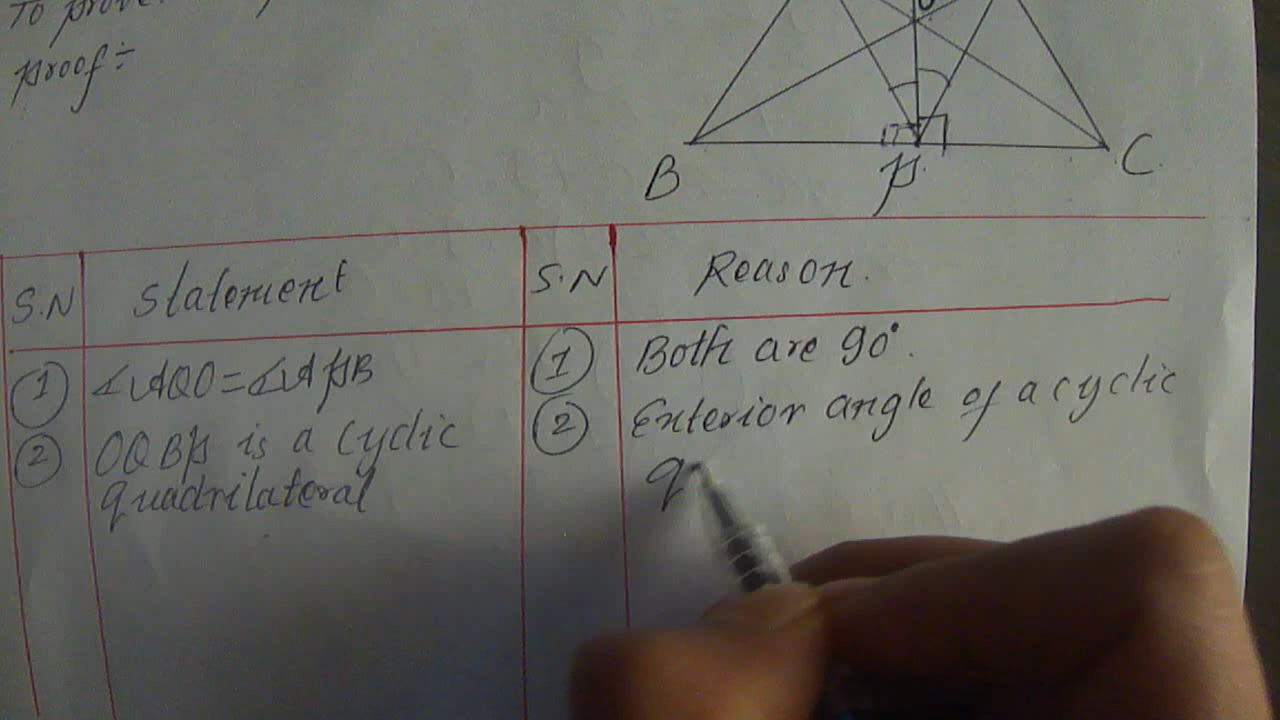 To prove
proof÷
O
B
p.
C.
S.N Statement S.N Reason.
① ∠AQO=∠APB ① Both are 90°.
② OQBP is a cyclic ② Exterior angle of a cyclic
quadrilateral q